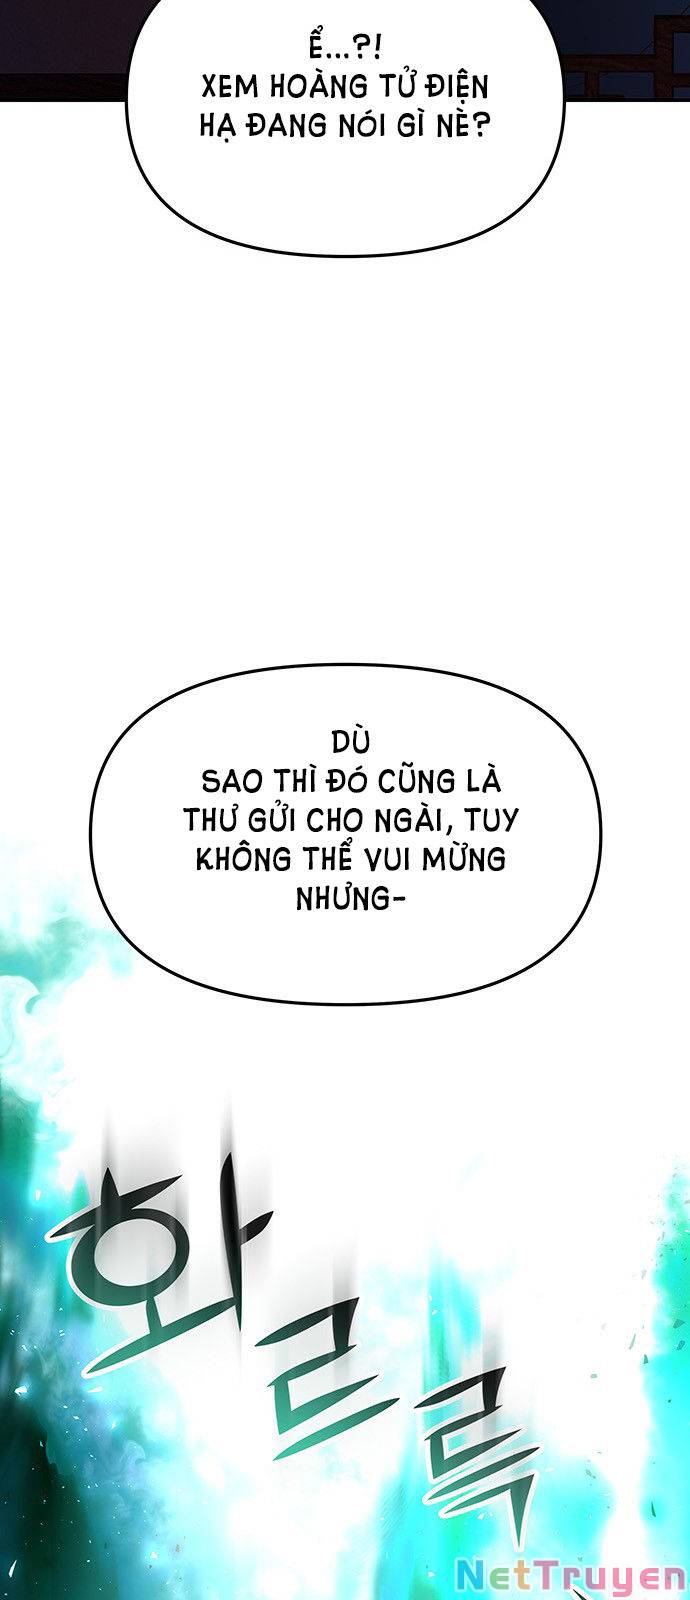 Ể...?!
XEM HOÀNG TỬ ĐIỆN
HẠ ĐANG NÓI GÌ NÈ?
DÙ
SAO THÌ ĐÓ CŨNG LÀ
THƯ GỬI CHO NGÀI, TUY
KHÔNG THỂ VUI MỪNG
NHƯNG-
화르륵
NetTruyen